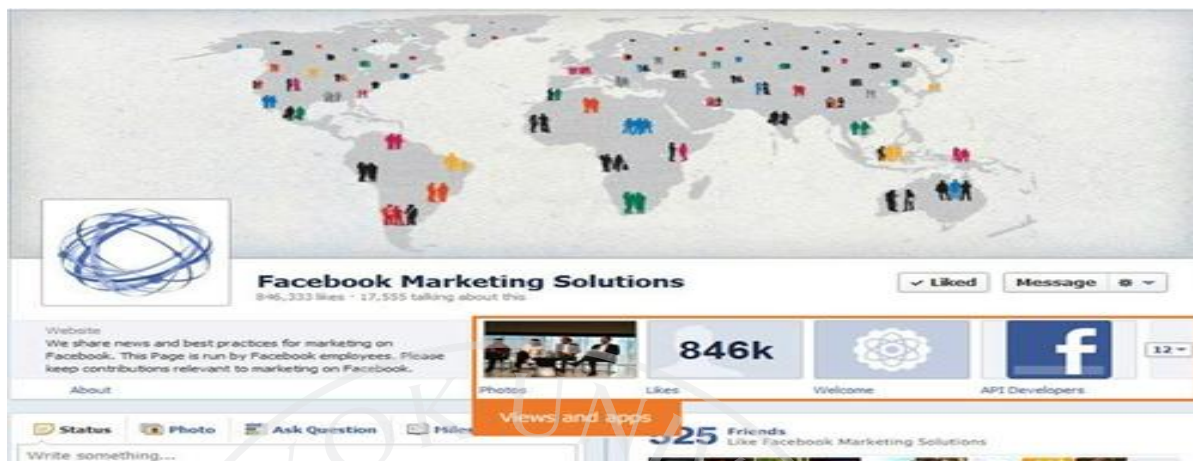 Facebook Marketing Solutions
846,333 likes · 17,555 talking about this
Liked
Message
Website
We share news and best practices for marketing on
Facebook. This Page is run by Facebook employees. Please
keep contributions relevant to marketing on Facebook.
About
846k
12
Photos
Likes
Welcome
API Developers
Views and apps
Status
Photo
Ask Question
Write something...
Friends
Like Facebook Marketing Solutions